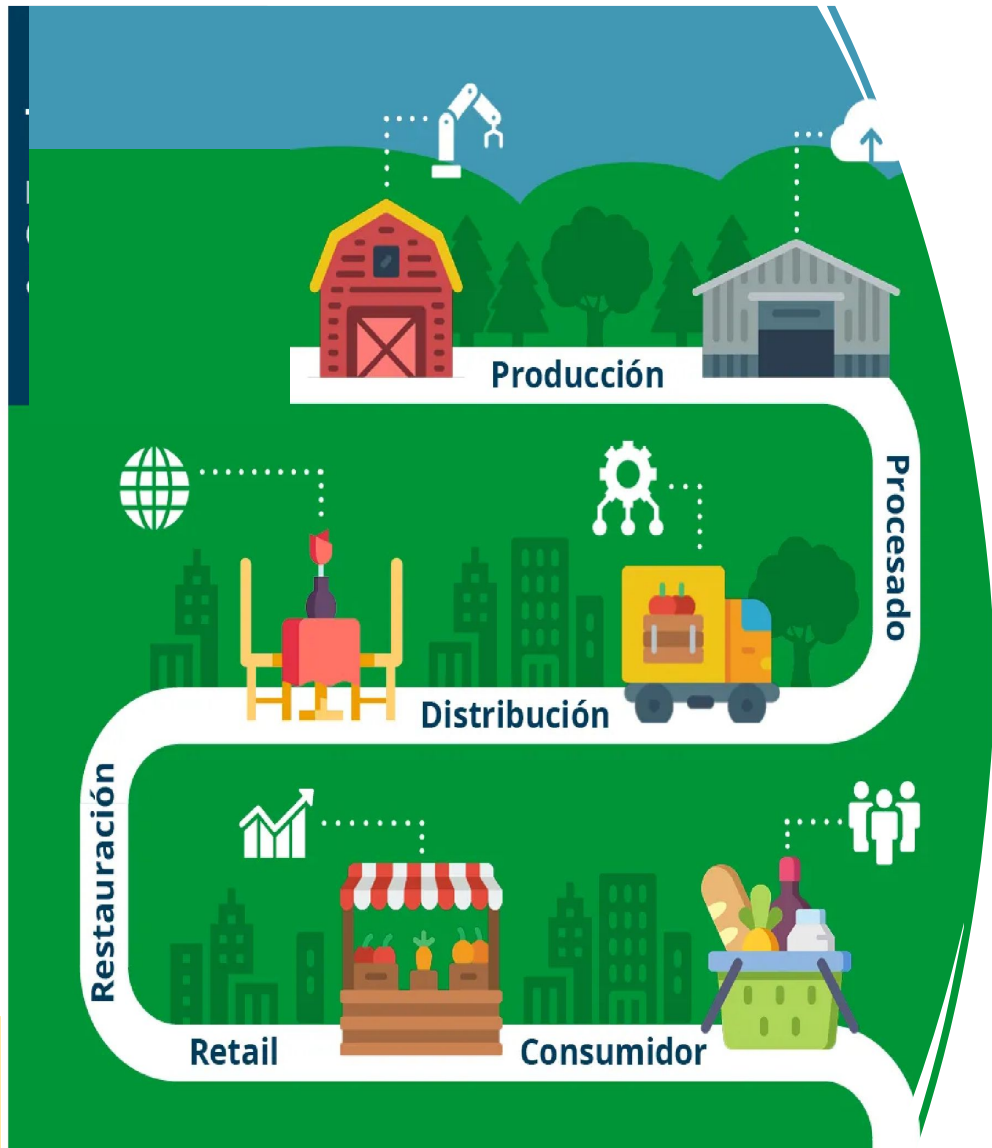 Producción
Procesado
Distribución
Restauración
Retail
Consumidor